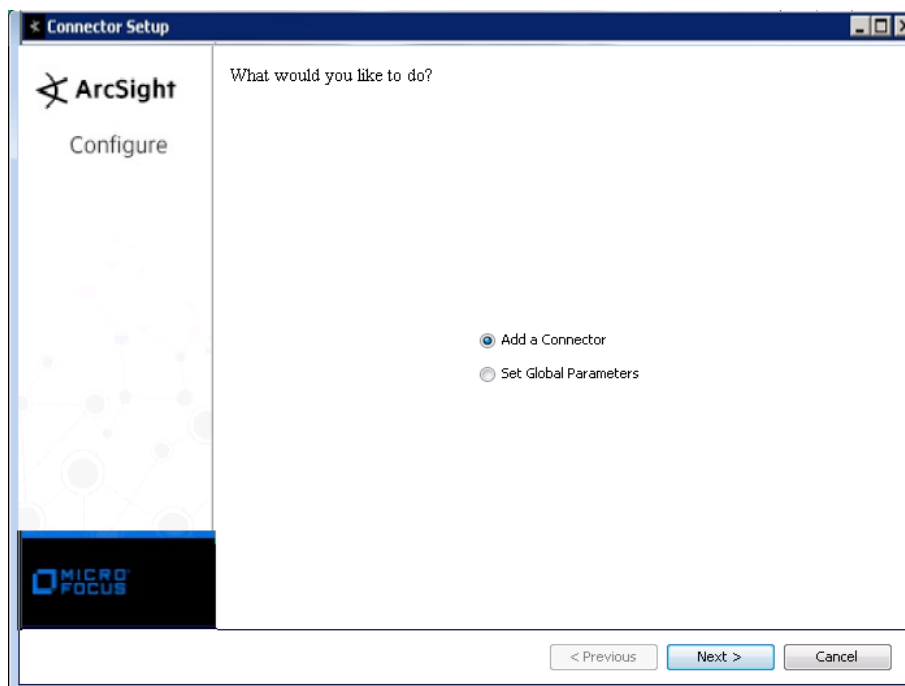 Connector Setup
ArcSight
Configure
What would you like to do?
Add a Connector
Set Global Parameters
MICRO
FOCUS
< Previous
Next >
Cancel